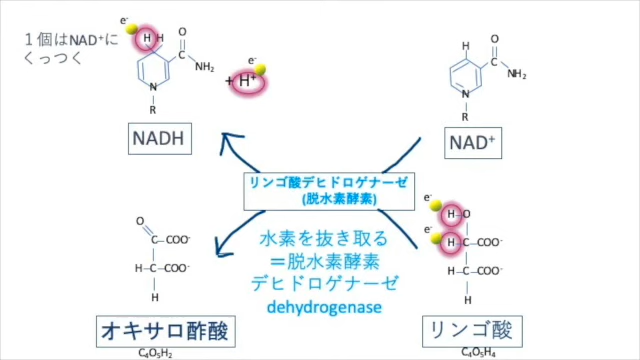 １個はNAD⁺に
くっつく
e⁻
H H
O
C
NH₂
N
R
e⁻
+ H⁺
NADH
H
O
C
NH₂
N
R
NAD⁺
リンゴ酸デヒドロゲナーゼ
(脱水素酵素)
水素を抜き取る
＝脱水素酵素
デヒドロゲナーゼ
dehydrogenase
O
C–COO⁻
H–C–COO⁻
H
オキサロ酢酸
C₄O₅H₂
e⁻
H–O
e⁻
H–C–COO⁻
H–C–COO⁻
H
リンゴ酸
C₄O₅H₄